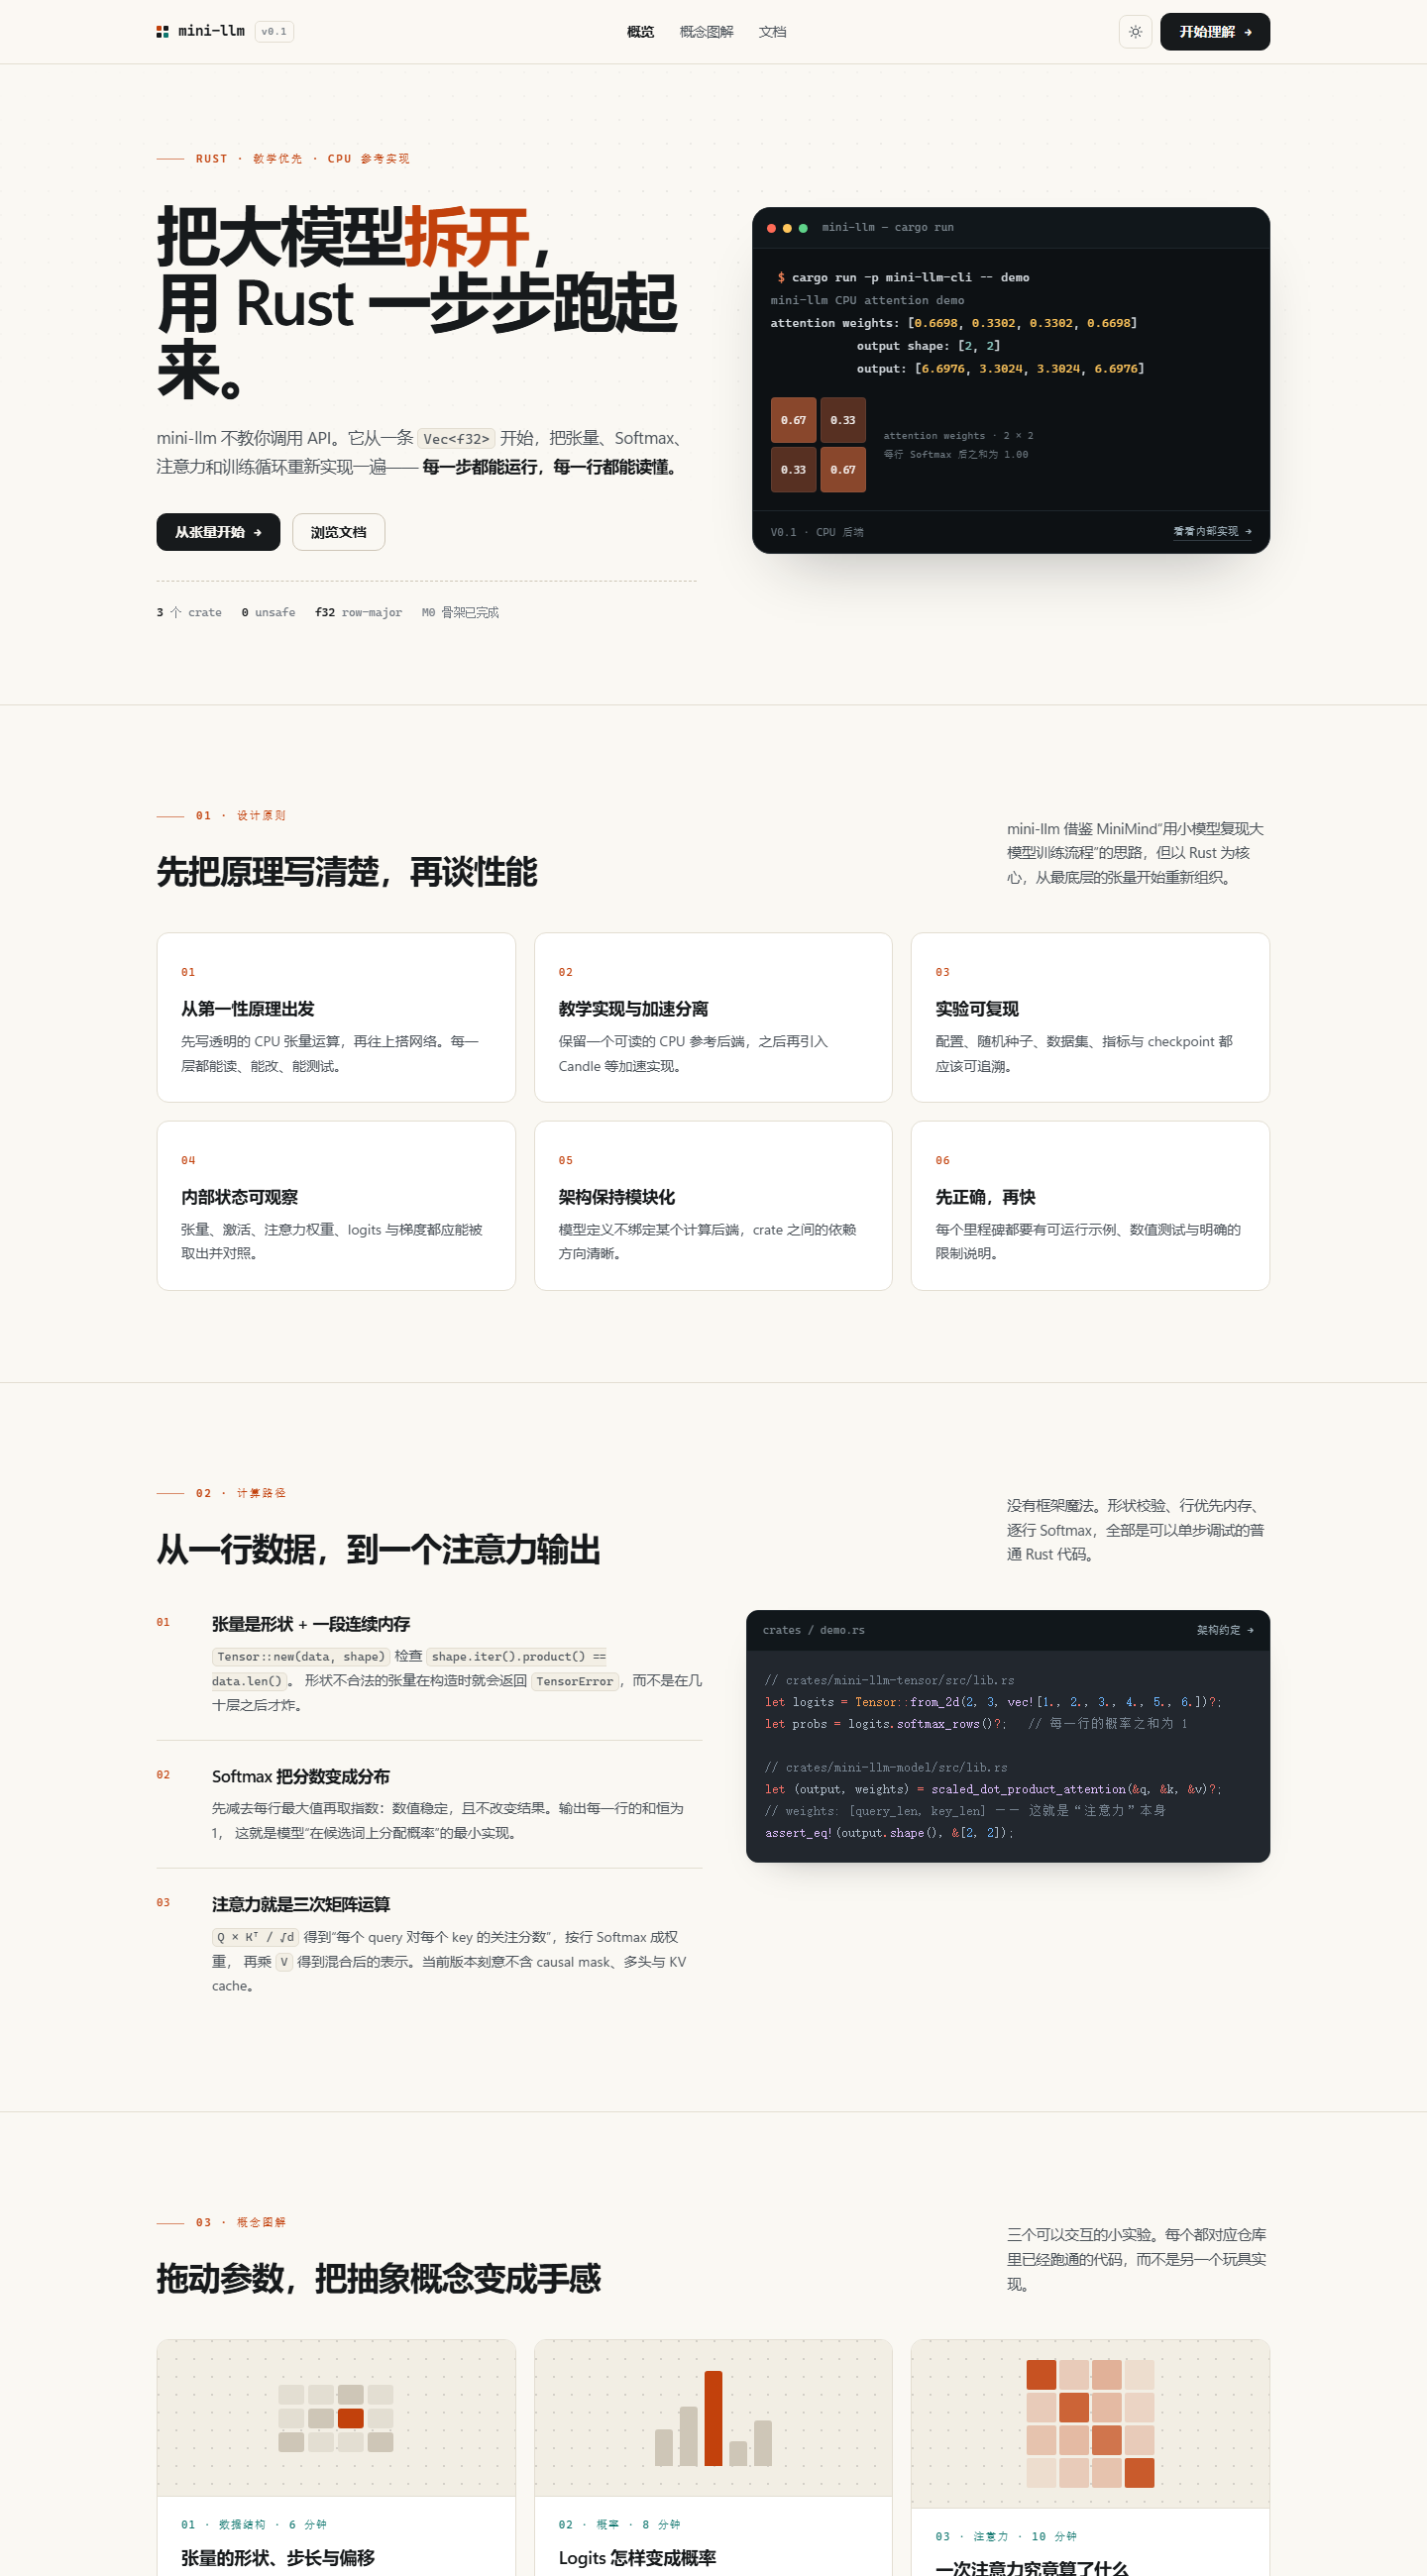 mini-llm v0.1 概览 概念图解 文档 开始理解 →
RUST · 教学优先 · CPU 参考实现
把大模型拆开，
用 Rust 一步步跑起
来。
mini-llm 不教你调用 API。它从一条 Vec<f32> 开始，把张量、Softmax、
注意力和训练循环重新实现一遍—— 每一步都能运行，每一行都能读懂。
从张量开始 → 浏览文档
3 个 crate 0 unsafe f32 row-major M0 骨架已完成
mini-llm — cargo run
$ cargo run -p mini-llm-cli -- demo
mini-llm CPU attention demo
attention weights: [0.6698, 0.3302, 0.3302, 0.6698]
output shape: [2, 2]
output: [6.6976, 3.3024, 3.3024, 6.6976]
0.67 0.33
0.33 0.67
attention weights · 2 × 2
每行 Softmax 后之和为 1.00
V0.1 · CPU 后端 看看内部实现 →
01 · 设计原则
先把原理写清楚，再谈性能
mini-llm 借鉴 MiniMind“用小模型复现大
模型训练流程”的思路，但以 Rust 为核
心，从最底层的张量开始重新组织。
01
从第一性原理出发
先写透明的 CPU 张量运算，再往上搭网络。每一
层都能读、能改、能测试。
02
教学实现与加速分离
保留一个可读的 CPU 参考后端，之后再引入
Candle 等加速实现。
03
实验可复现
配置、随机种子、数据集、指标与 checkpoint 都
应该可追溯。
04
内部状态可观察
张量、激活、注意力权重、logits 与梯度都应能被
取出并对照。
05
架构保持模块化
模型定义不绑定某个计算后端，crate 之间的依赖
方向清晰。
06
先正确，再快
每个里程碑都要有可运行示例、数值测试与明确的
限制说明。
02 · 计算路径
从一行数据，到一个注意力输出
没有框架魔法。形状校验、行优先内存、
逐行 Softmax，全部是可以单步调试的普
通 Rust 代码。
01
张量是形状 + 一段连续内存
Tensor::new(data, shape) 检查 shape.iter().product() ==
data.len()。 形状不合法的张量在构造时就会返回 TensorError，而不是在几
十层之后才炸。
02
Softmax 把分数变成分布
先减去每行最大值再取指数：数值稳定，且不改变结果。输出每一行的和恒为
1， 这就是模型“在候选词上分配概率”的最小实现。
03
注意力就是三次矩阵运算
Q × Kᵀ / √d 得到“每个 query 对每个 key 的关注分数”，按行 Softmax 成权
重， 再乘 V 得到混合后的表示。当前版本刻意不含 causal mask、多头与 KV
cache。
crates / demo.rs 架构约定 →
// crates/mini-llm-tensor/src/lib.rs
let logits = Tensor::from_2d(2, 3, vec![1., 2., 3., 4., 5., 6.])?;
let probs = logits.softmax_rows()?; // 每一行的概率之和为 1
// crates/mini-llm-model/src/lib.rs
let (output, weights) = scaled_dot_product_attention(&q, &k, &v)?;
// weights: [query_len, key_len] —— 这就是“注意力”本身
assert_eq!(output.shape(), &[2, 2]);
03 · 概念图解
拖动参数，把抽象概念变成手感
三个可以交互的小实验。每个都对应仓库
里已经跑通的代码，而不是另一个玩具实
现。
01 · 数据结构 · 6 分钟
张量的形状、步长与偏移
02 · 概率 · 8 分钟
Logits 怎样变成概率
03 · 注意力 · 10 分钟
一次注意力究竟算了什么